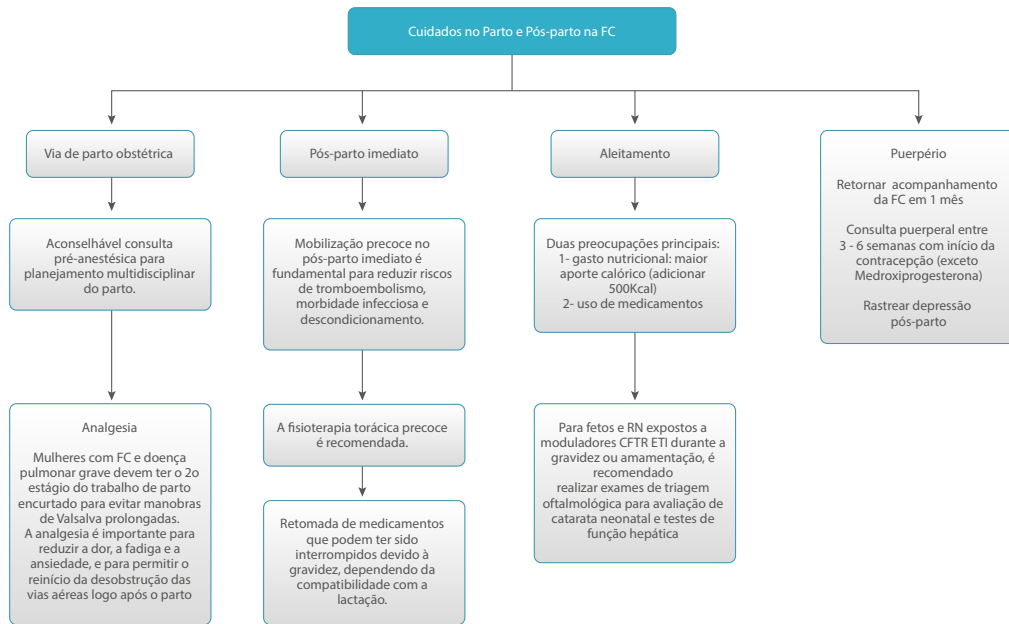 Cuidados no Parto e Pós-parto na FC
Via de parto obstétrica
Aconselhável consulta
pré-anestésica para
planejamento multidisciplinar
do parto.
Analgesia
Mulheres com FC e doença
pulmonar grave devem ter o 2o
estágio do trabalho de parto
encurtado para evitar manobras
de Valsalva prolongadas.
A analgesia é importante para
reduzir a dor, a fadiga e a
ansiedade, e para permitir o
reinício da desobstrução das
vias aéreas logo após o parto
Pós-parto imediato
Mobilização precoce no
pós-parto imediato é
fundamental para reduzir riscos
de tromboembolismo,
morbidade infecciosa e
descondicionamento.
A fisioterapia torácica precoce
é recomendada.
Retomada de medicamentos
que podem ter sido
interrompidos devido à
gravidez, dependendo da
compatibilidade com a
lactação.
Aleitamento
Duas preocupações principais:
1- gasto nutricional: maior
aporte calórico (adicionar
500Kcal)
2- uso de medicamentos
Para fetos e RN expostos a
moduladores CFTR ETI durante a
gravidez ou amamentação, é
recomendado
realizar exames de triagem
oftalmológica para avaliação de
catarata neonatal e testes de
função hepática
Puerpério
Retornar acompanhamento
da FC em 1 mês
Consulta puerperal entre
3 - 6 semanas com início da
contracepção (exceto
Medroxiprogesterona)
Rastrear depressão
pós-parto